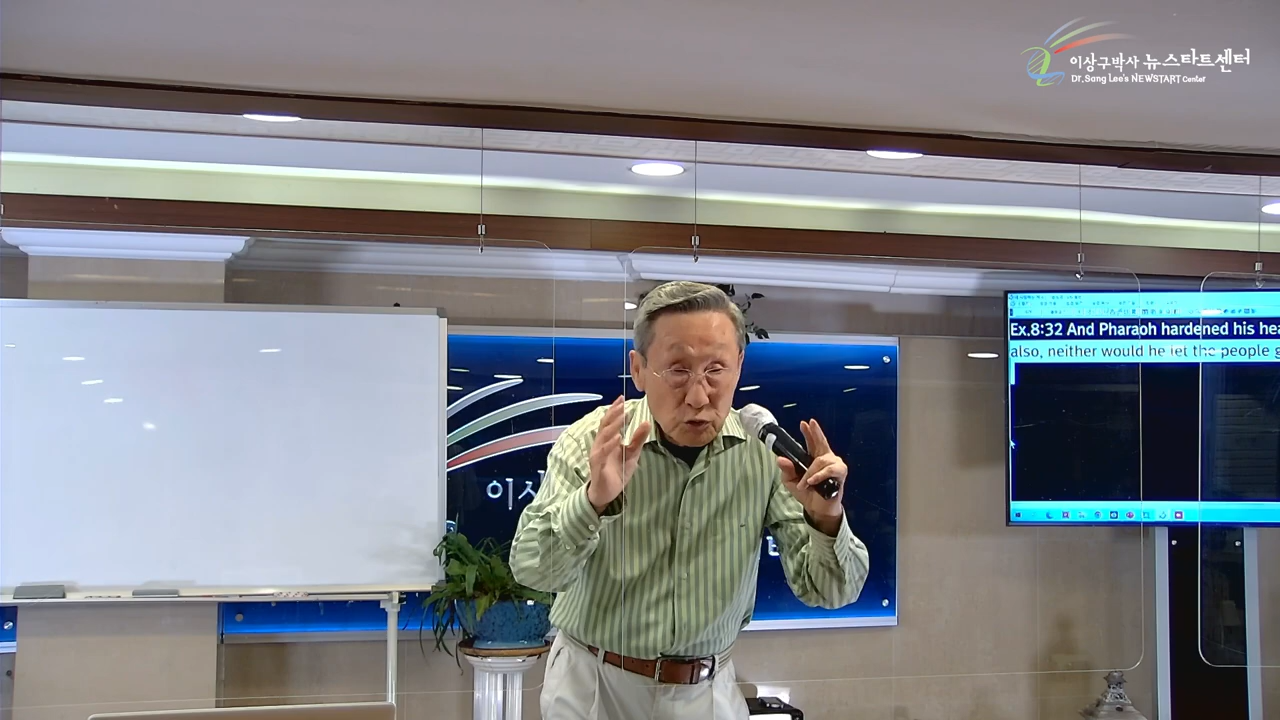 이상구박사 뉴스타트센터
Dr. Sang Lee's NEWSTART Center
Ex.8:32 And Pharaoh hardened his hea
also, neither would he let the people g
이